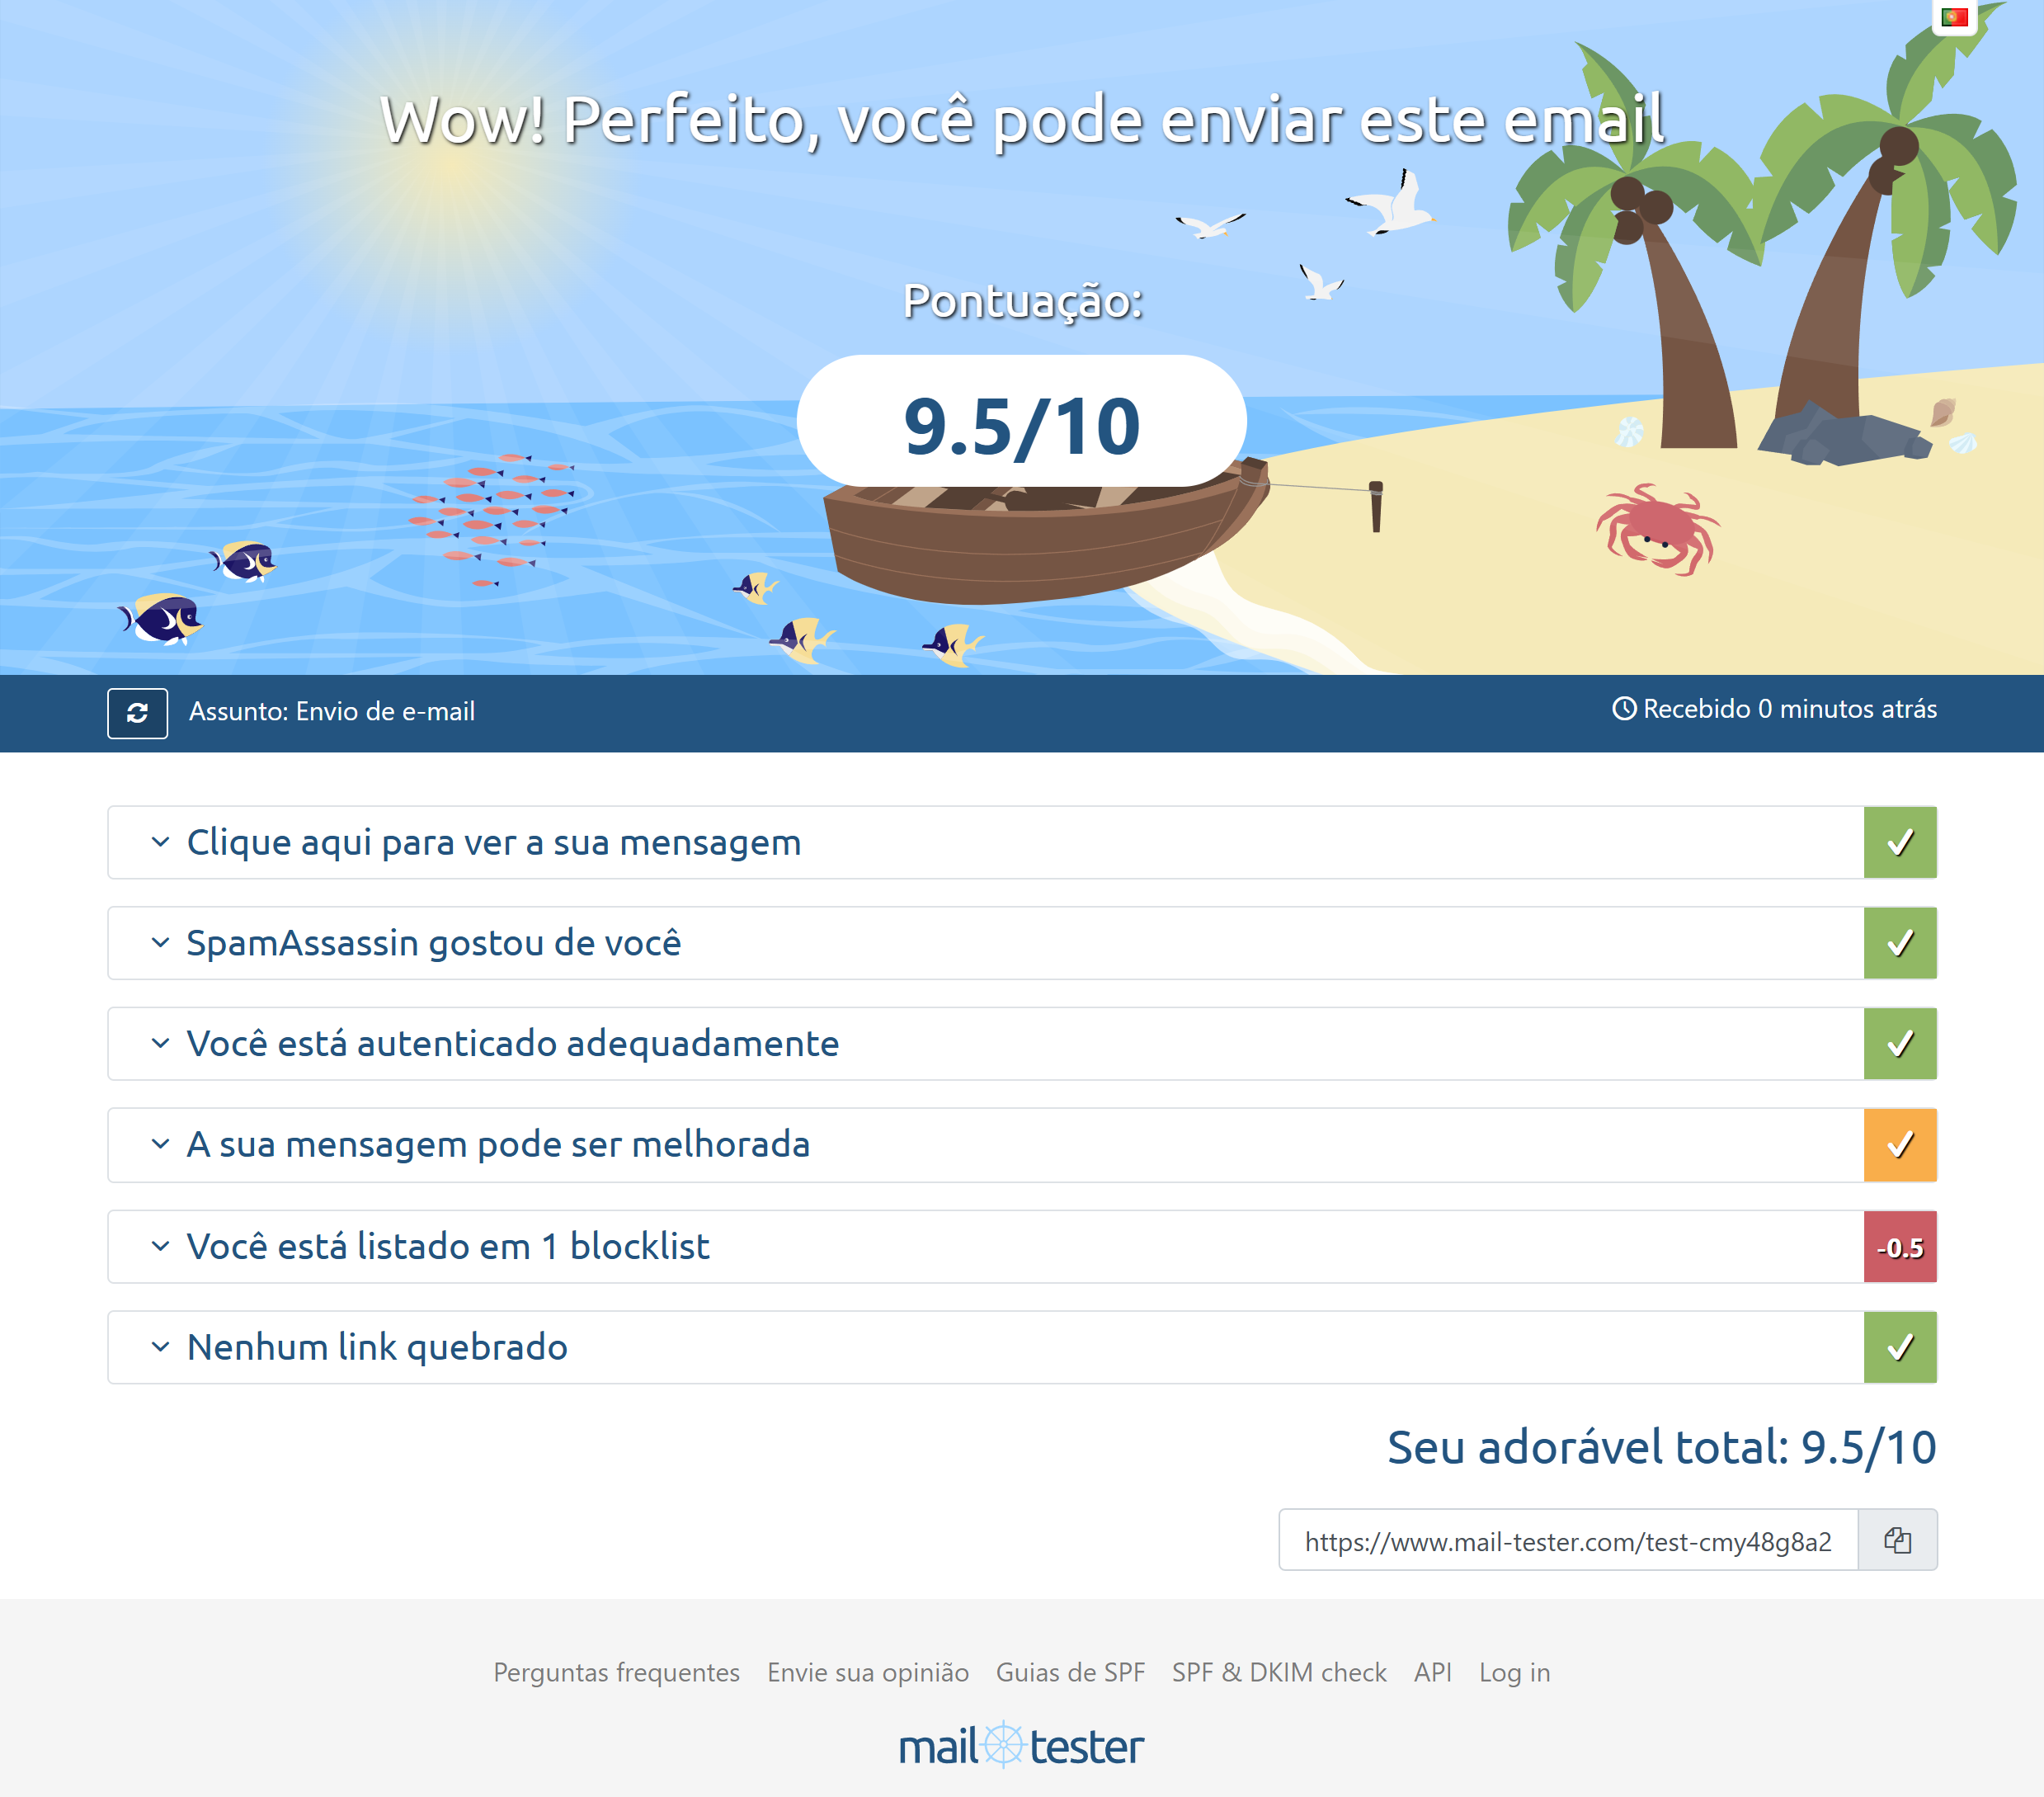 Wow! Perfeito, você pode enviar este email
Pontuação:
9.5/10
Assunto: Envio de e-mail
Recebido 0 minutos atrás
Clique aqui para ver a sua mensagem
SpamAssassin gostou de você
Você está autenticado adequadamente
A sua mensagem pode ser melhorada
Você está listado em 1 blocklist
-0.5
Nenhum link quebrado
Seu adorável total: 9.5/10
https://www.mail-tester.com/test-cmy48g8a2
Perguntas frequentes Envie sua opinião Guias de SPF SPF & DKIM check API Log in
mail tester